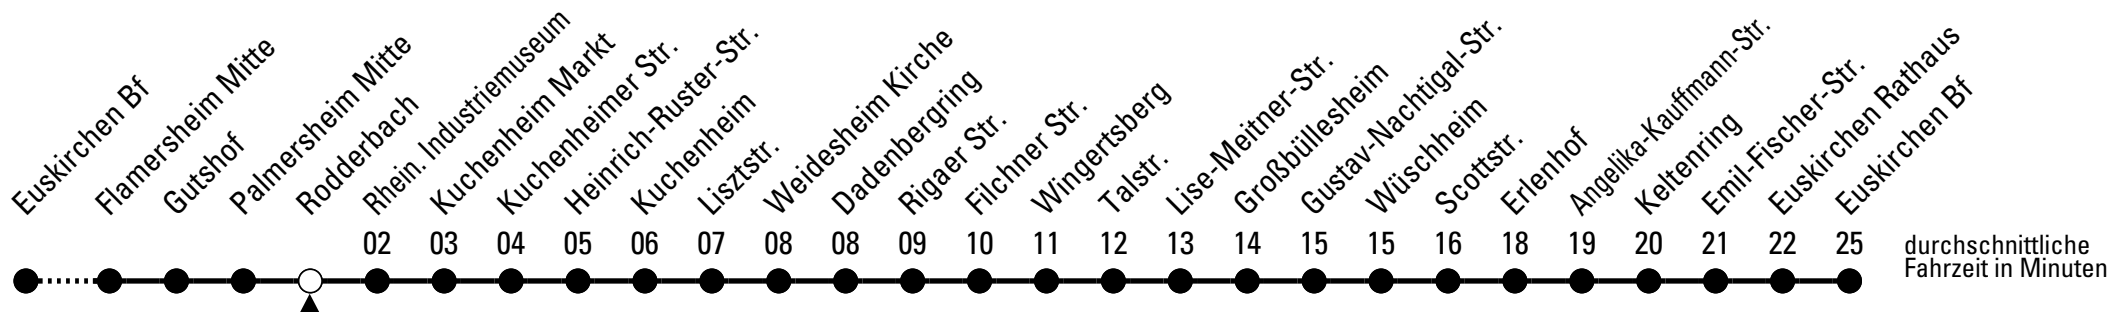 Euskirchen Bf
Flamersheim Mitte
Gutshof
Palmersheim Mitte
Rodderbach
Rhein. Industriemuseum
Kuchenheim Markt
Kuchenheimer Str.
Heinrich-Ruster-Str.
Kuchenheim
Lisztstr.
Weidesheim Kirche
Dadenbergring
Rigaer Str.
Filchner Str.
Wingertsberg
Talstr.
Lise-Meitner-Str.
Großbüllesheim
Gustav-Nachtigal-Str.
Wüschheim
Scottstr.
Erlenhof
Angelika-Kauffmann-Str.
Keltenring
Emil-Fischer-Str.
Euskirchen Rathaus
Euskirchen Bf
02 03 04 05 06 07 08 08 09 10 11 12 13 14 15 15 16 18 19 20 21 22 25
durchschnittliche
Fahrzeit in Minuten